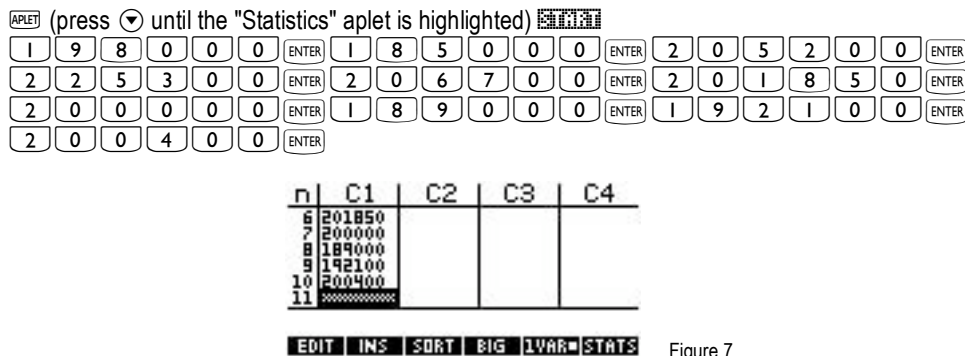 APLET (press until the "Statistics" aplet is highlighted) START
1 9 8 0 0 0 ENTER 1 8 5 0 0 0 ENTER 2 0 5 2 0 0 ENTER
2 2 5 3 0 0 ENTER 2 0 6 7 0 0 ENTER 2 0 1 8 5 0 ENTER
2 0 0 0 0 0 ENTER 1 8 9 0 0 0 ENTER 1 9 2 1 0 0 ENTER
2 0 0 4 0 0 ENTER
n C1 C2 C3 C4
6 201850
7 200000
8 189000
9 192100
10 200400
11
EDIT INS SORT BIG 1VAR STATS
Figure 7